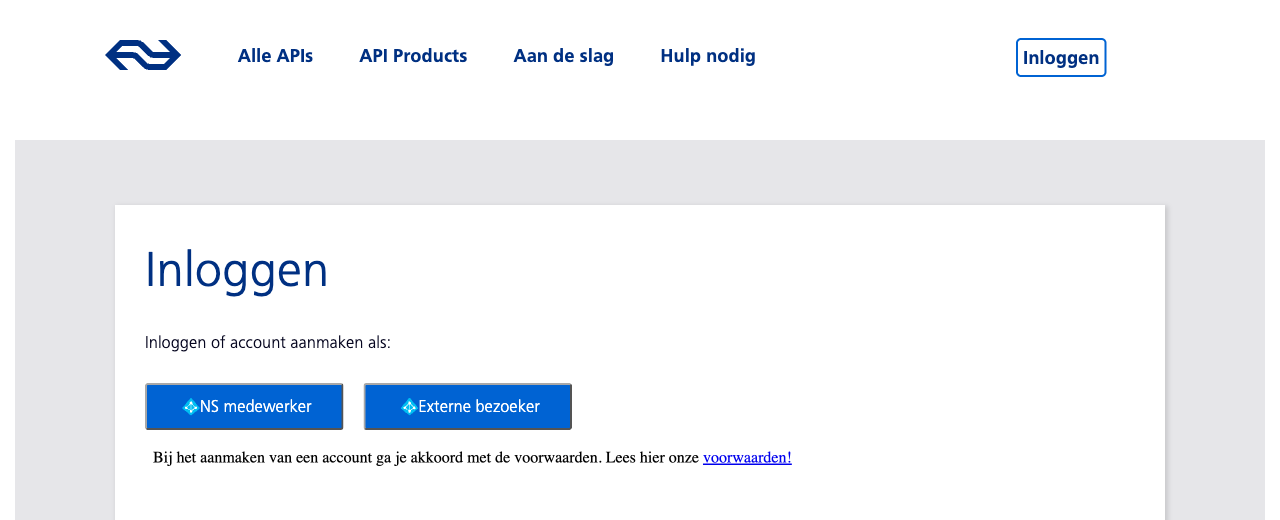 Alle APIs API Products Aan de slag Hulp nodig Inloggen
Inloggen
Inloggen of account aanmaken als:
NS medewerker Externe bezoeker
Bij het aanmaken van een account ga je akkoord met de voorwaarden. Lees hier onze voorwaarden!